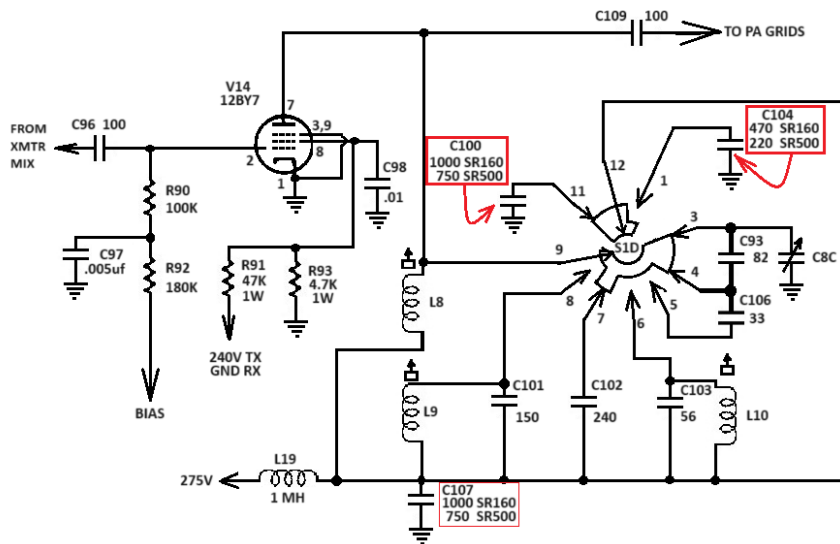 C109 100
TO PA GRIDS
V14
12BY7
7
3,9
8
2
1
FROM
XMTR
MIX
C96 100
C98
.01
R90
100K
C97
.005uf
R92
180K
BIAS
R91
47K
1W
R93
4.7K
1W
240V TX
GND RX
C100
1000 SR160
750 SR500
C104
470 SR160
220 SR500
12
1
11
S1D
3
9
4
8
7
6
5
C93
82
C8C
C106
33
L8
L9
C101
150
C102
240
C103
56
L10
275V
L19
1 MH
C107
1000 SR160
750 SR500